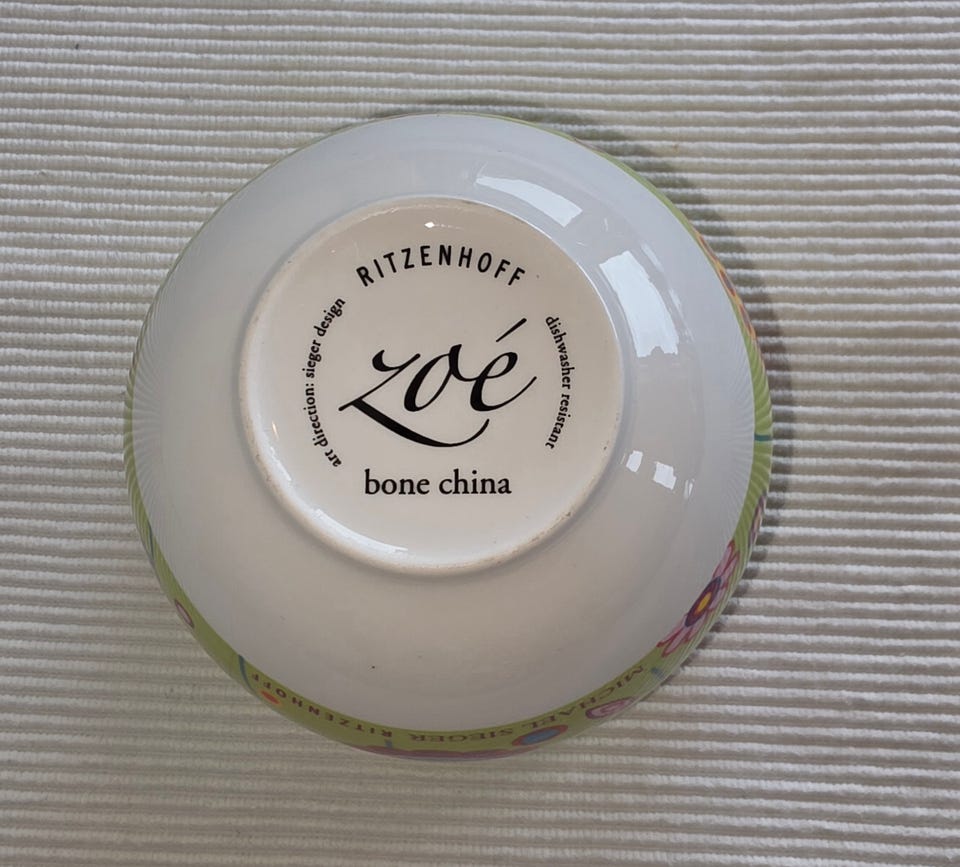 RITZENHOFF
art direction: sieger design
zoé
dishwasher resistant
bone china
MICHAEL SIEGER RITZENHOFF